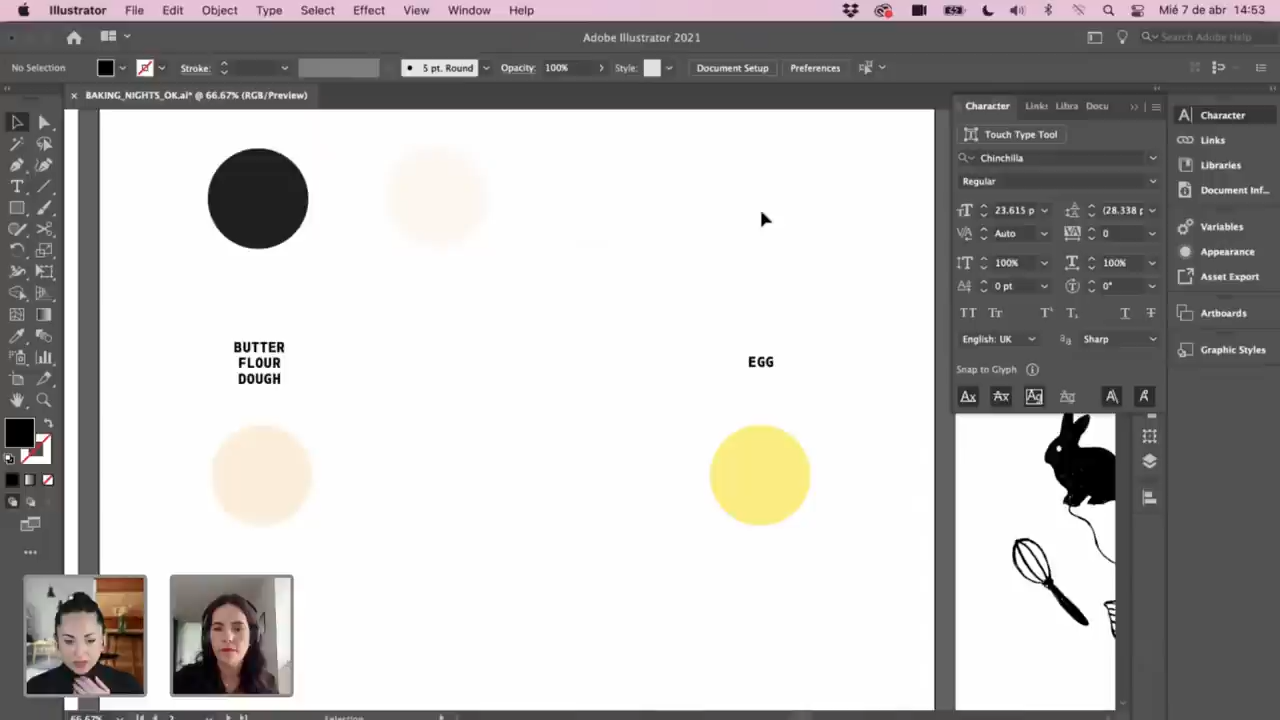 Illustrator File Edit Object Type Select Effect View Window Help
Mié 7 de abr 14:53
Adobe Illustrator 2021
Search Adobe Help
No Selection
Stroke:
5 pt. Round
Opacity: 100%
Style:
Document Setup
Preferences
BAKING_NIGHTS_OK.ai* @ 66.67% (RGB/Preview)
Character Links Libra Docu
Touch Type Tool
Chinchilla
Regular
23.615 p
(28.338 p
Auto
0
100%
100%
0 pt
0°
English: UK
Sharp
Snap to Glyph
Character
Links
Libraries
Document Inf...
Variables
Appearance
Asset Export
Artboards
Graphic Styles
BUTTER
FLOUR
DOUGH
EGG
66.67%
Selection